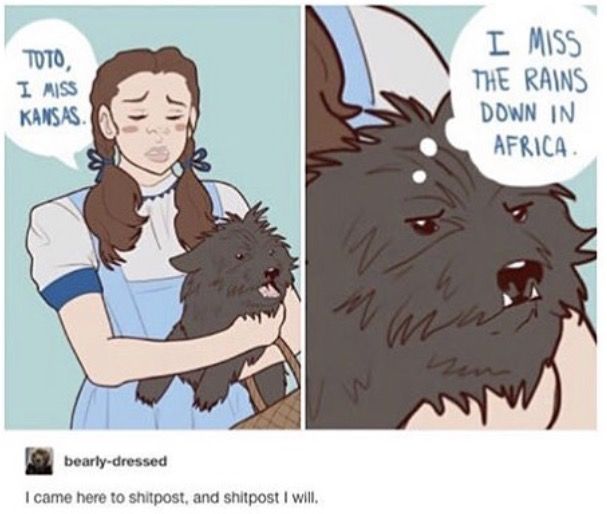 TOTO,
I MISS
KANSAS.
I MISS
THE RAINS
DOWN IN
AFRICA.
bearly-dressed
I came here to shitpost, and shitpost I will.